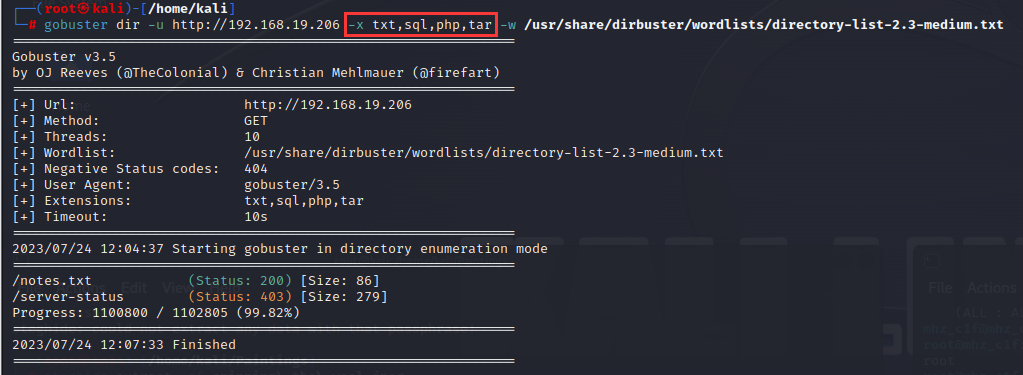 ┌──(root㉿kali)-[/home/kali]
└─# gobuster dir -u http://192.168.19.206 -x txt,sql,php,tar -w /usr/share/dirbuster/wordlists/directory-list-2.3-medium.txt
===============================================================
Gobuster v3.5
by OJ Reeves (@TheColonial) & Christian Mehlmauer (@firefart)
===============================================================
[+] Url:                     http://192.168.19.206
[+] Method:                  GET
[+] Threads:                 10
[+] Wordlist:                /usr/share/dirbuster/wordlists/directory-list-2.3-medium.txt
[+] Negative Status codes:   404
[+] User Agent:              gobuster/3.5
[+] Extensions:              txt,sql,php,tar
[+] Timeout:                 10s
===============================================================
2023/07/24 12:04:37 Starting gobuster in directory enumeration mode
===============================================================
/notes.txt            (Status: 200) [Size: 86]
/server-status        (Status: 403) [Size: 279]
Progress: 1100800 / 1102805 (99.82%)
===============================================================
2023/07/24 12:07:33 Finished
===============================================================
File Actions